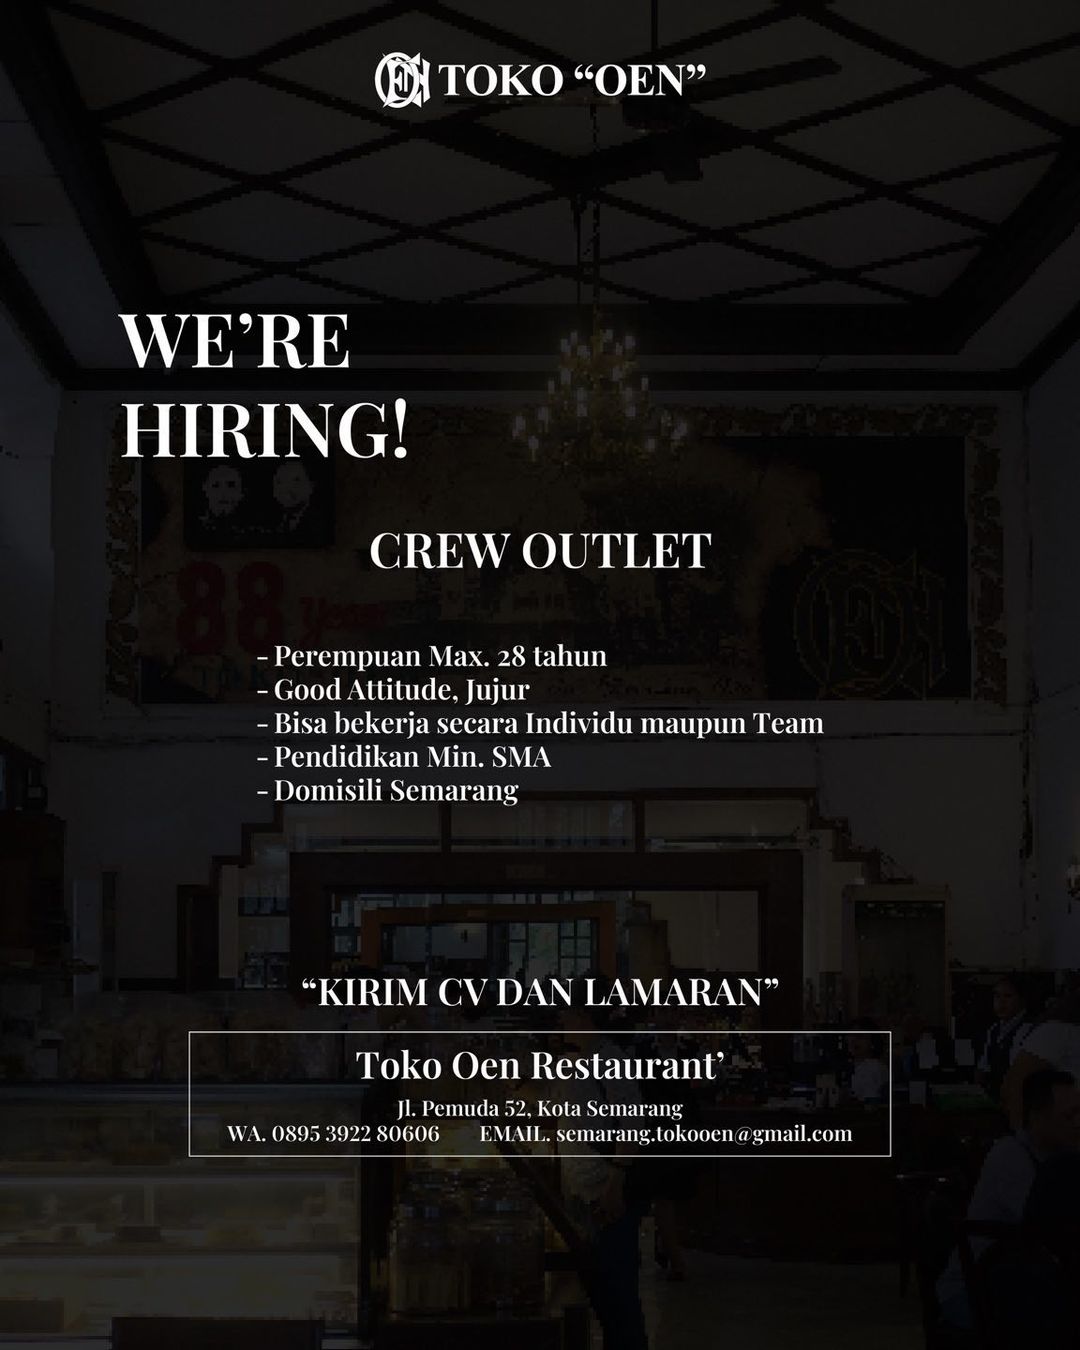 TOKO “OEN”
WE’RE
HIRING!
CREW OUTLET
88 Years
- Perempuan Max. 28 tahun
- Good Attitude, Jujur
- Bisa bekerja secara Individu maupun Team
- Pendidikan Min. SMA
- Domisili Semarang
“KIRIM CV DAN LAMARAN”
Toko Oen Restaurant’
Jl. Pemuda 52, Kota Semarang
WA. 0895 3922 80606 EMAIL. semarang.tokooen@gmail.com